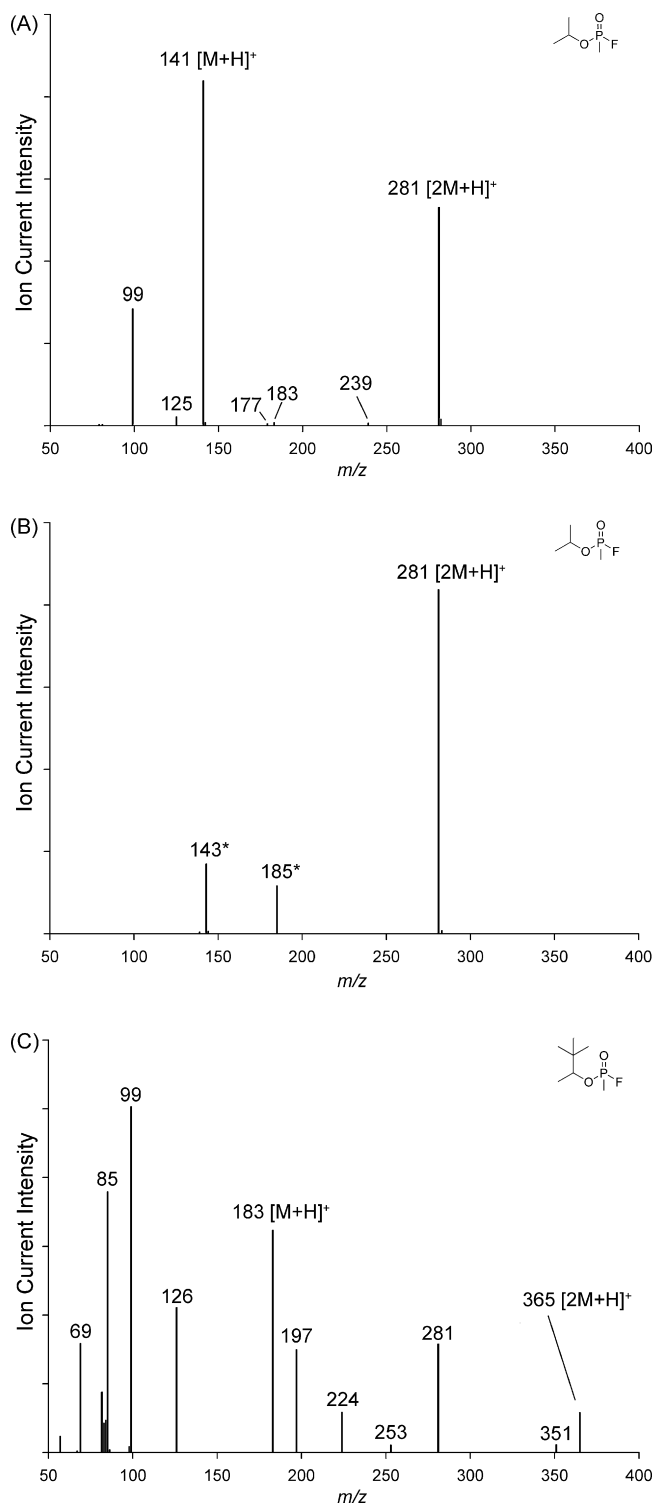 (A)
O
O P F
141 [M+H]+
281 [2M+H]+
99
125
177
183
239
Ion Current Intensity
50 100 150 200 250 300 350 400
m/z
(B)
O
O P F
281 [2M+H]+
143*
185*
Ion Current Intensity
50 100 150 200 250 300 350 400
m/z
(C)
O
O P F
99
85
183 [M+H]+
365 [2M+H]+
126
69
197
281
224
253
351
Ion Current Intensity
50 100 150 200 250 300 350 400
m/z